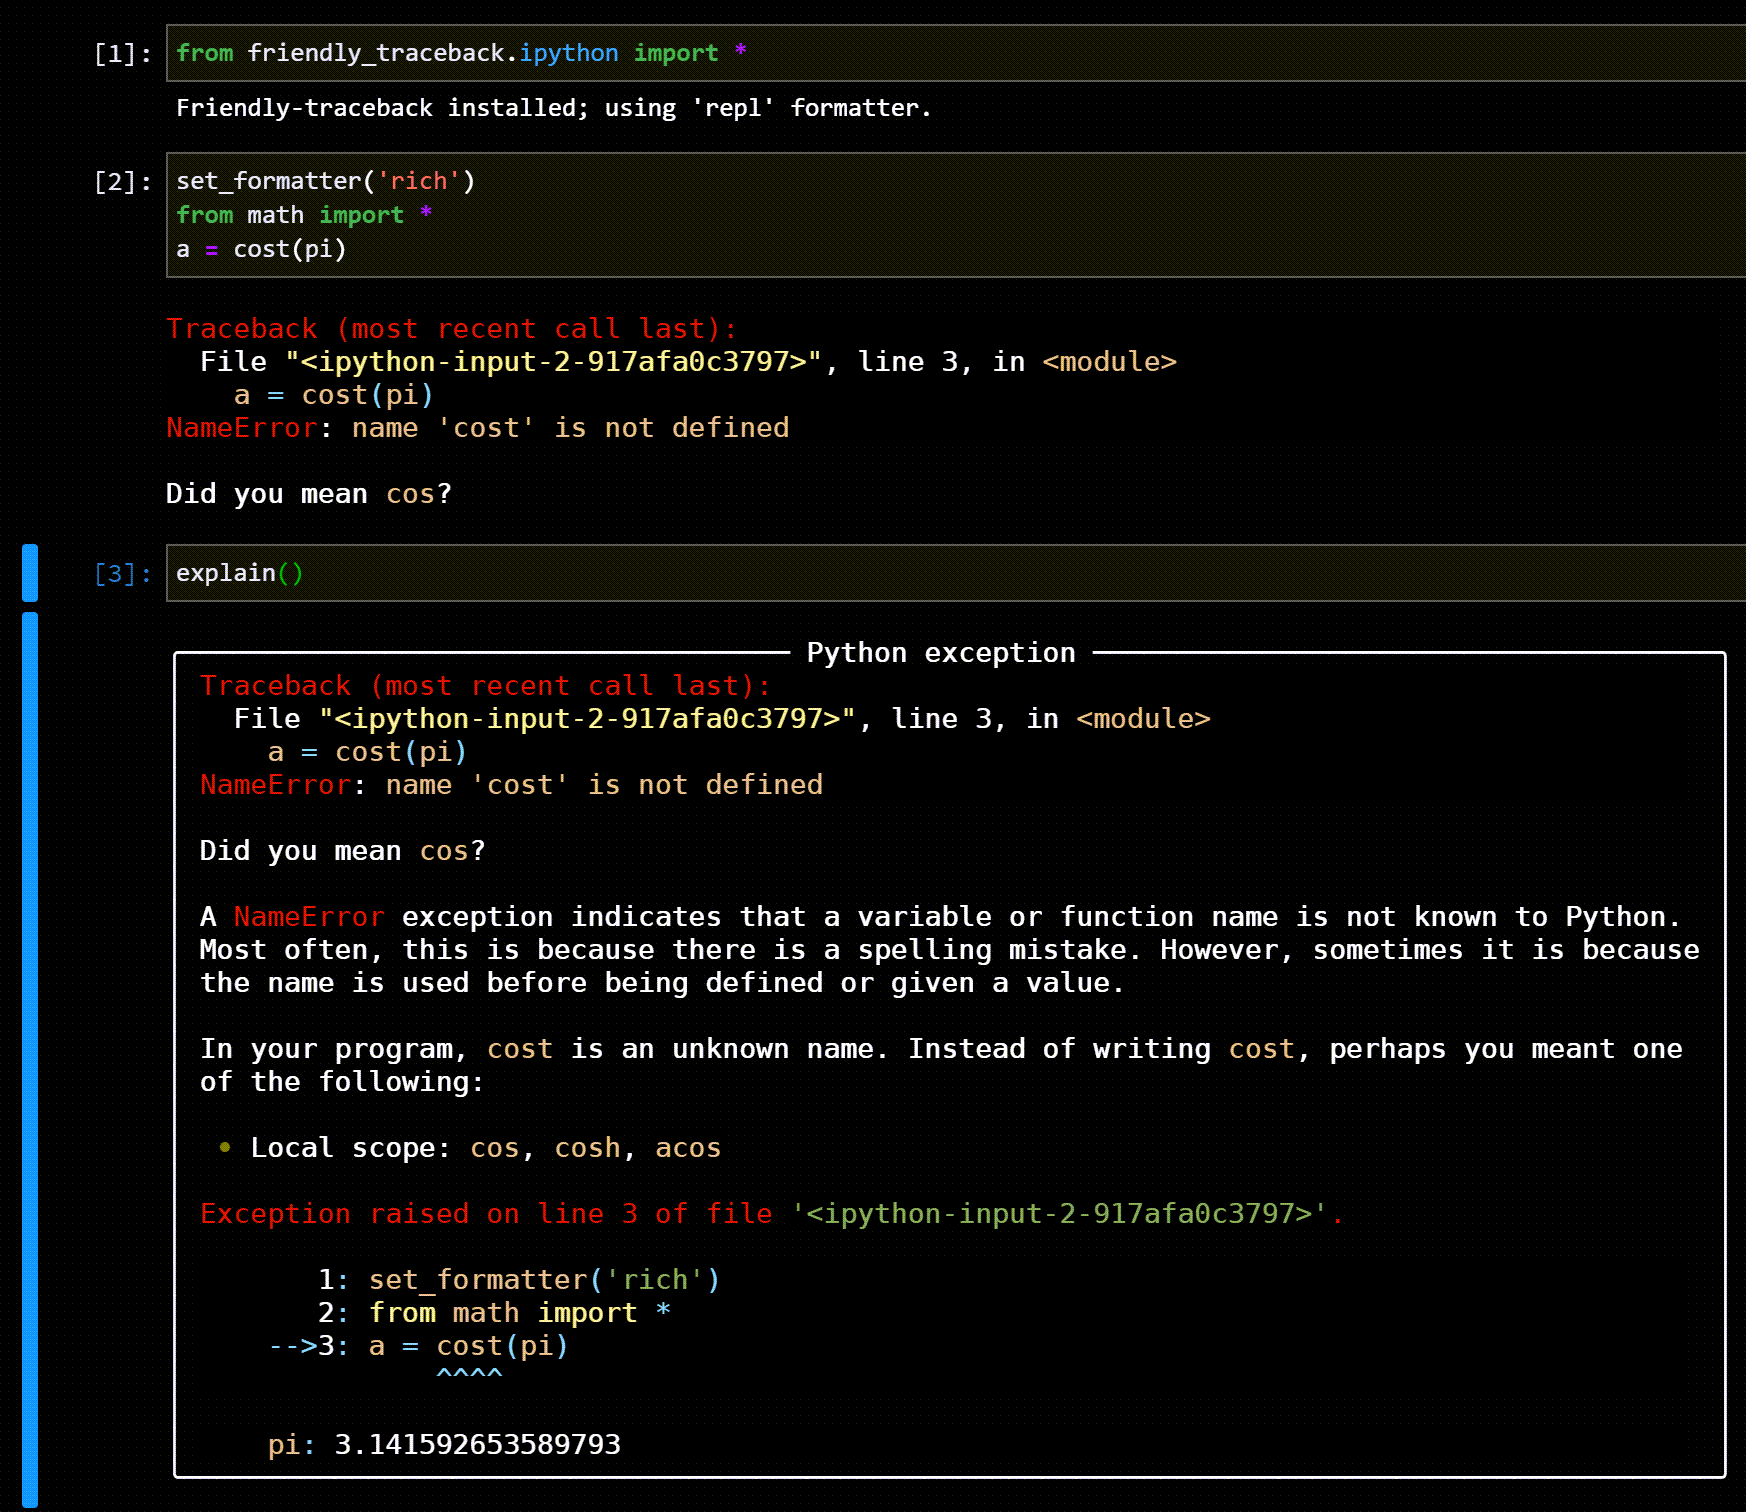 [1]: from friendly_traceback.ipython import *
Friendly-traceback installed; using 'repl' formatter.
[2]: set_formatter('rich')
from math import *
a = cost(pi)
Traceback (most recent call last):
  File "<ipython-input-2-917afa0c3797>", line 3, in <module>
    a = cost(pi)
NameError: name 'cost' is not defined
Did you mean cos?
[3]: explain()
Python exception
Traceback (most recent call last):
  File "<ipython-input-2-917afa0c3797>", line 3, in <module>
    a = cost(pi)
NameError: name 'cost' is not defined
Did you mean cos?
A NameError exception indicates that a variable or function name is not known to Python.
Most often, this is because there is a spelling mistake. However, sometimes it is because
the name is used before being defined or given a value.
In your program, cost is an unknown name. Instead of writing cost, perhaps you meant one
of the following:
• Local scope: cos, cosh, acos
Exception raised on line 3 of file '<ipython-input-2-917afa0c3797>'.
   1: set_formatter('rich')
   2: from math import *
-->3: a = cost(pi)
          ^^^^
pi: 3.141592653589793